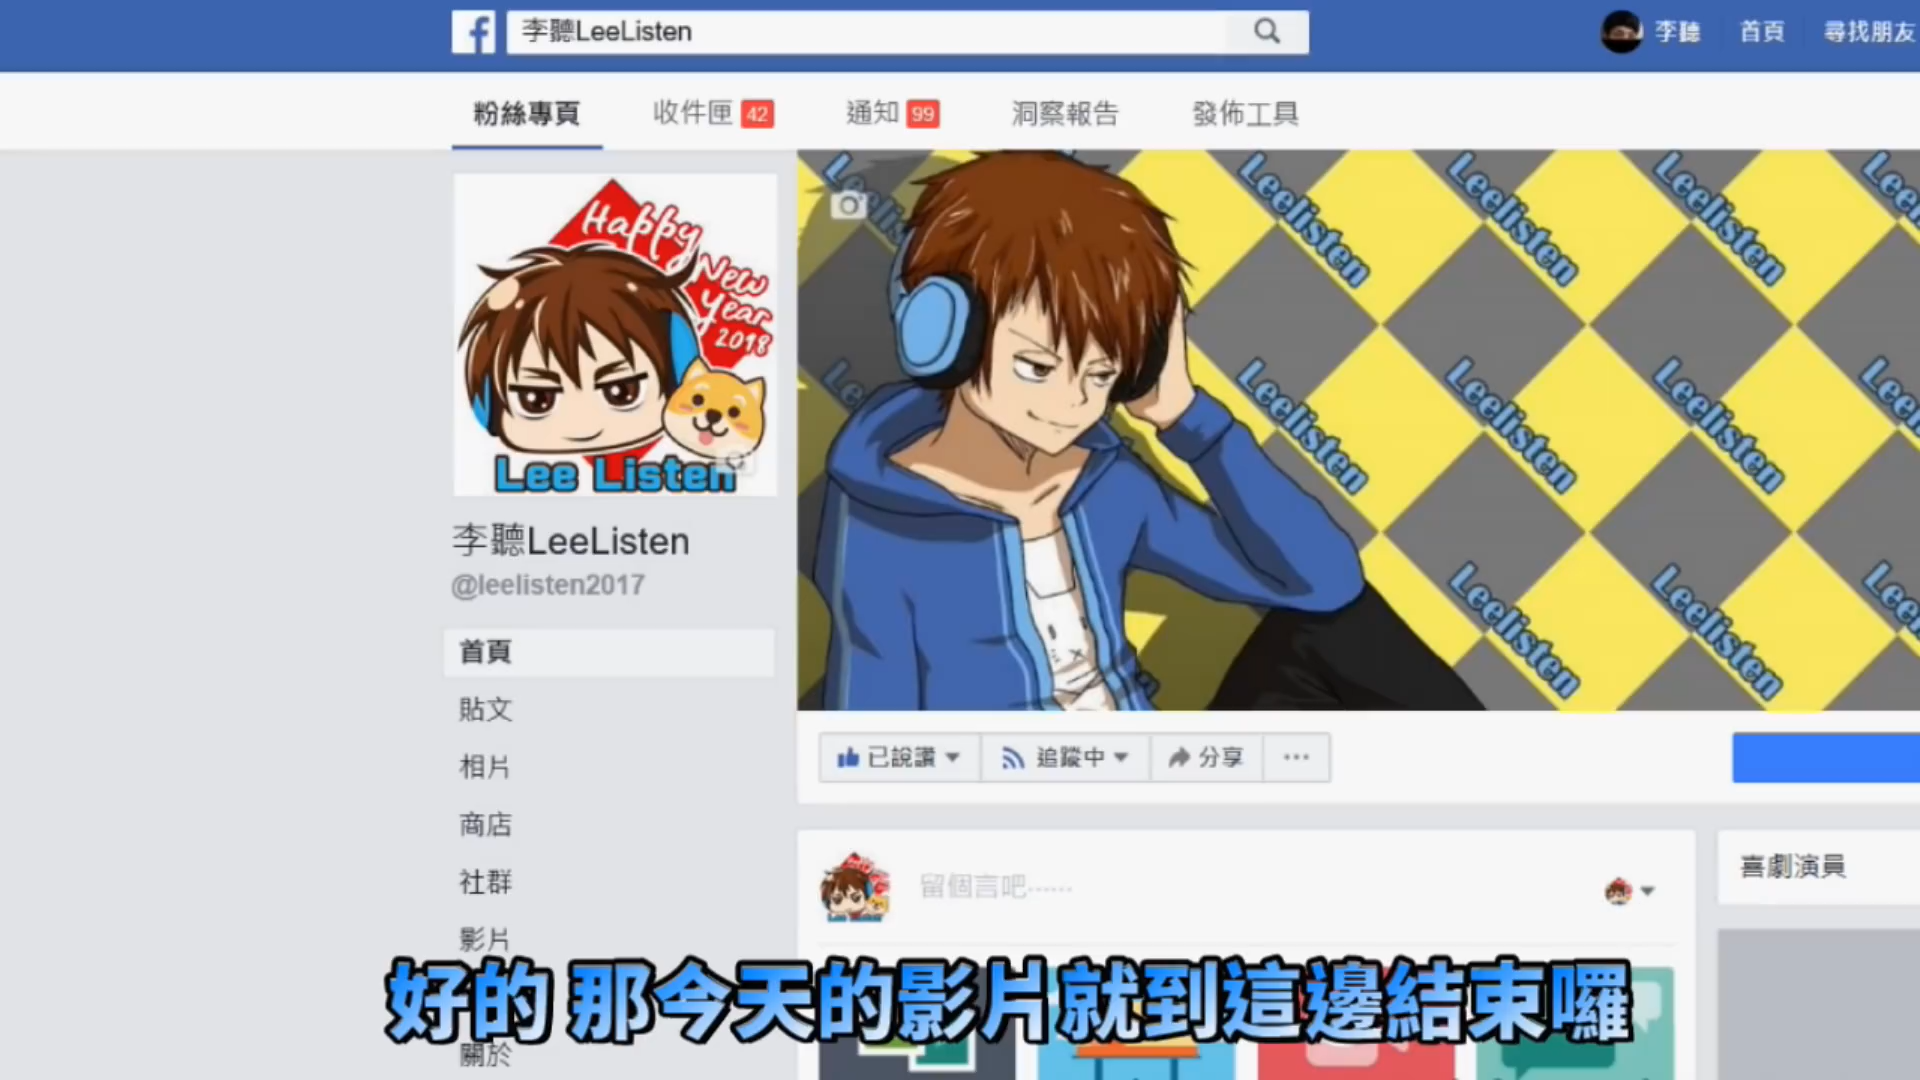 李聽LeeListen
李聽 首頁 尋找朋友
粉絲專頁 收件匣 42 通知 99 洞察報告 發佈工具
Happy
New
Year
2018
Lee Listen
Leelisten Leelisten Leelisten Leelisten
Leelisten Leelisten Leelisten
Leelisten Leelisten
李聽LeeListen
@leelisten2017
首頁
貼文
相片
商店
社群
影片
關於
已說讚 追蹤中 分享 ...
留個言吧⋯⋯
喜劇演員
好的 那今天的影片就到這邊結束囉